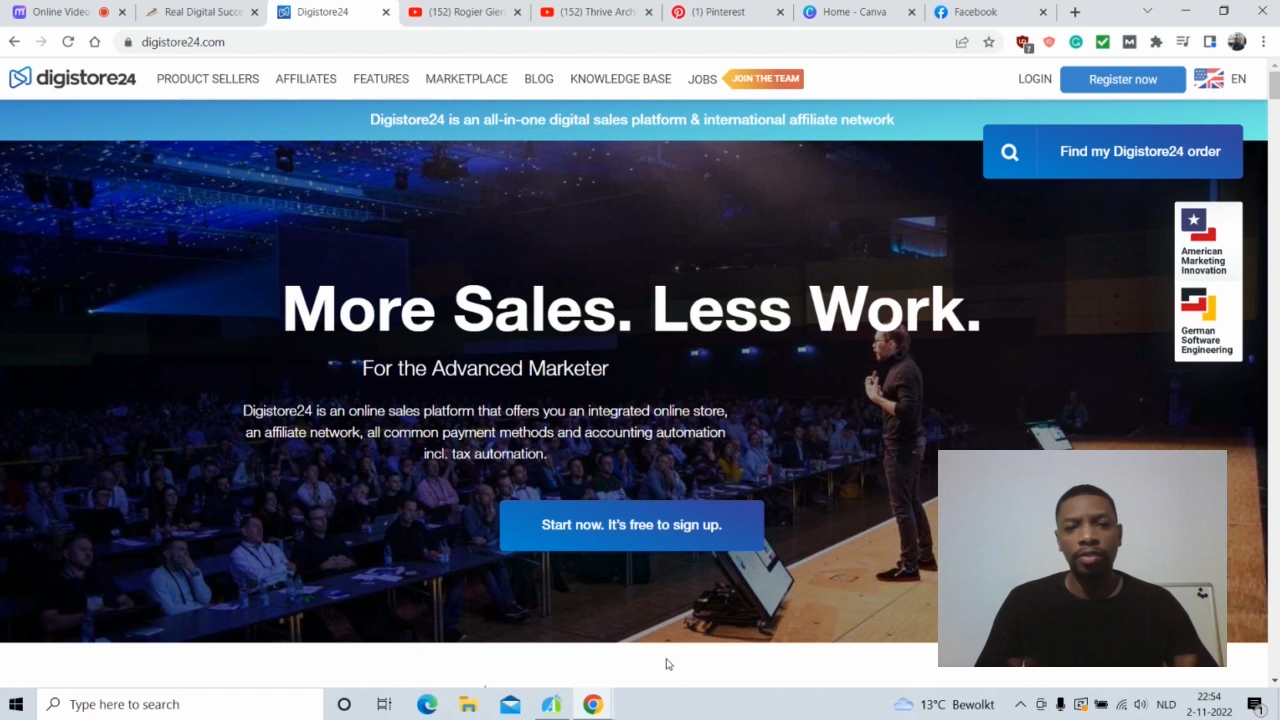 Online Video
Real Digital Succe
Digistore24
(152) Rogier Gien
(152) Thrive Arch
(1) Pinterest
Home - Canva
Facebook
digistore24.com
7
digistore24
PRODUCT SELLERS
AFFILIATES
FEATURES
MARKETPLACE
BLOG
KNOWLEDGE BASE
JOBS
JOIN THE TEAM
LOGIN
Register now
EN
Digistore24 is an all-in-one digital sales platform & international affiliate network
Find my Digistore24 order
American
Marketing
Innovation
German
Software
Engineering
More Sales. Less Work.
For the Advanced Marketer
Digistore24 is an online sales platform that offers you an integrated online store,
an affiliate network, all common payment methods and accounting automation
incl. tax automation.
Start now. It's free to sign up.
Type here to search
13°C Bewolkt
NLD
22:54
2-11-2022
1